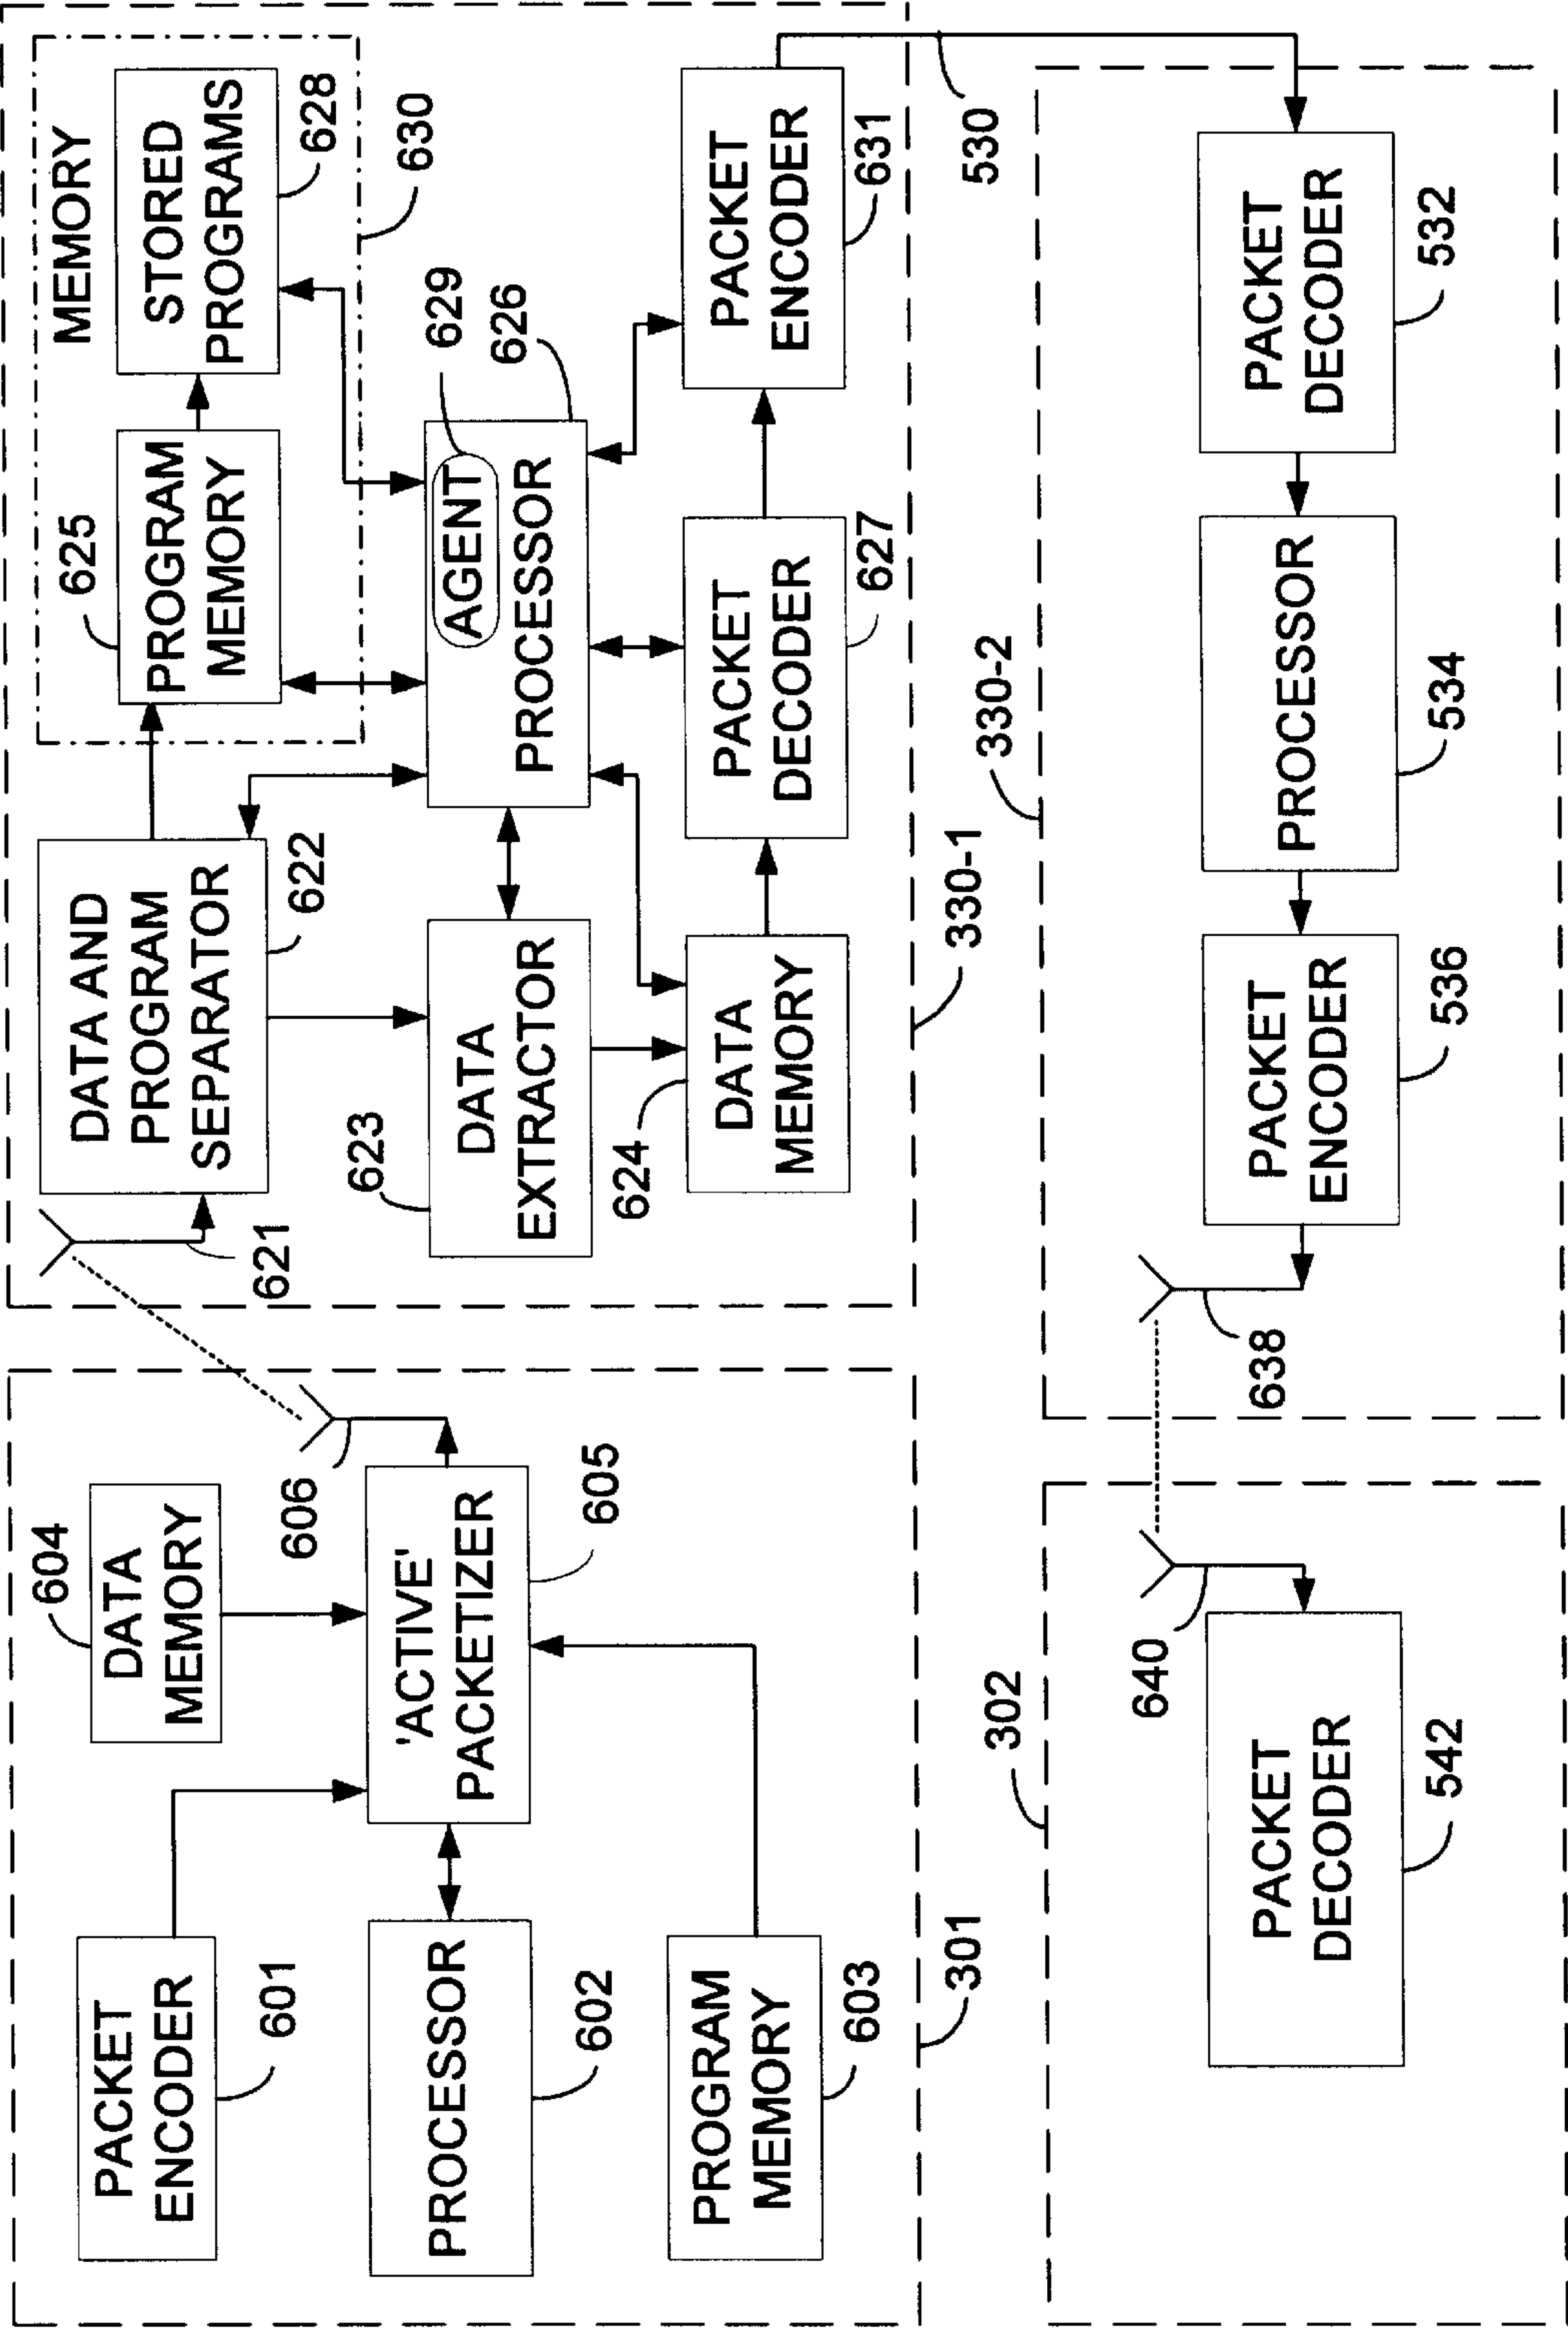 PACKET
ENCODER
601
PROCESSOR
602
PROGRAM
MEMORY
603
301
604
DATA
MEMORY
'ACTIVE'
PACKETIZER
605
606
621
DATA AND
PROGRAM
SEPARATOR
622
623
DATA
EXTRACTOR
624
DATA
MEMORY
330-1
MEMORY
625
PROGRAM
MEMORY
STORED
PROGRAMS
628
630
AGENT
629
PROCESSOR
626
PACKET
DECODER
627
PACKET
ENCODER
631
530
302
PACKET
DECODER
542
640
638
330-2
PACKET
ENCODER
536
PROCESSOR
534
PACKET
DECODER
532